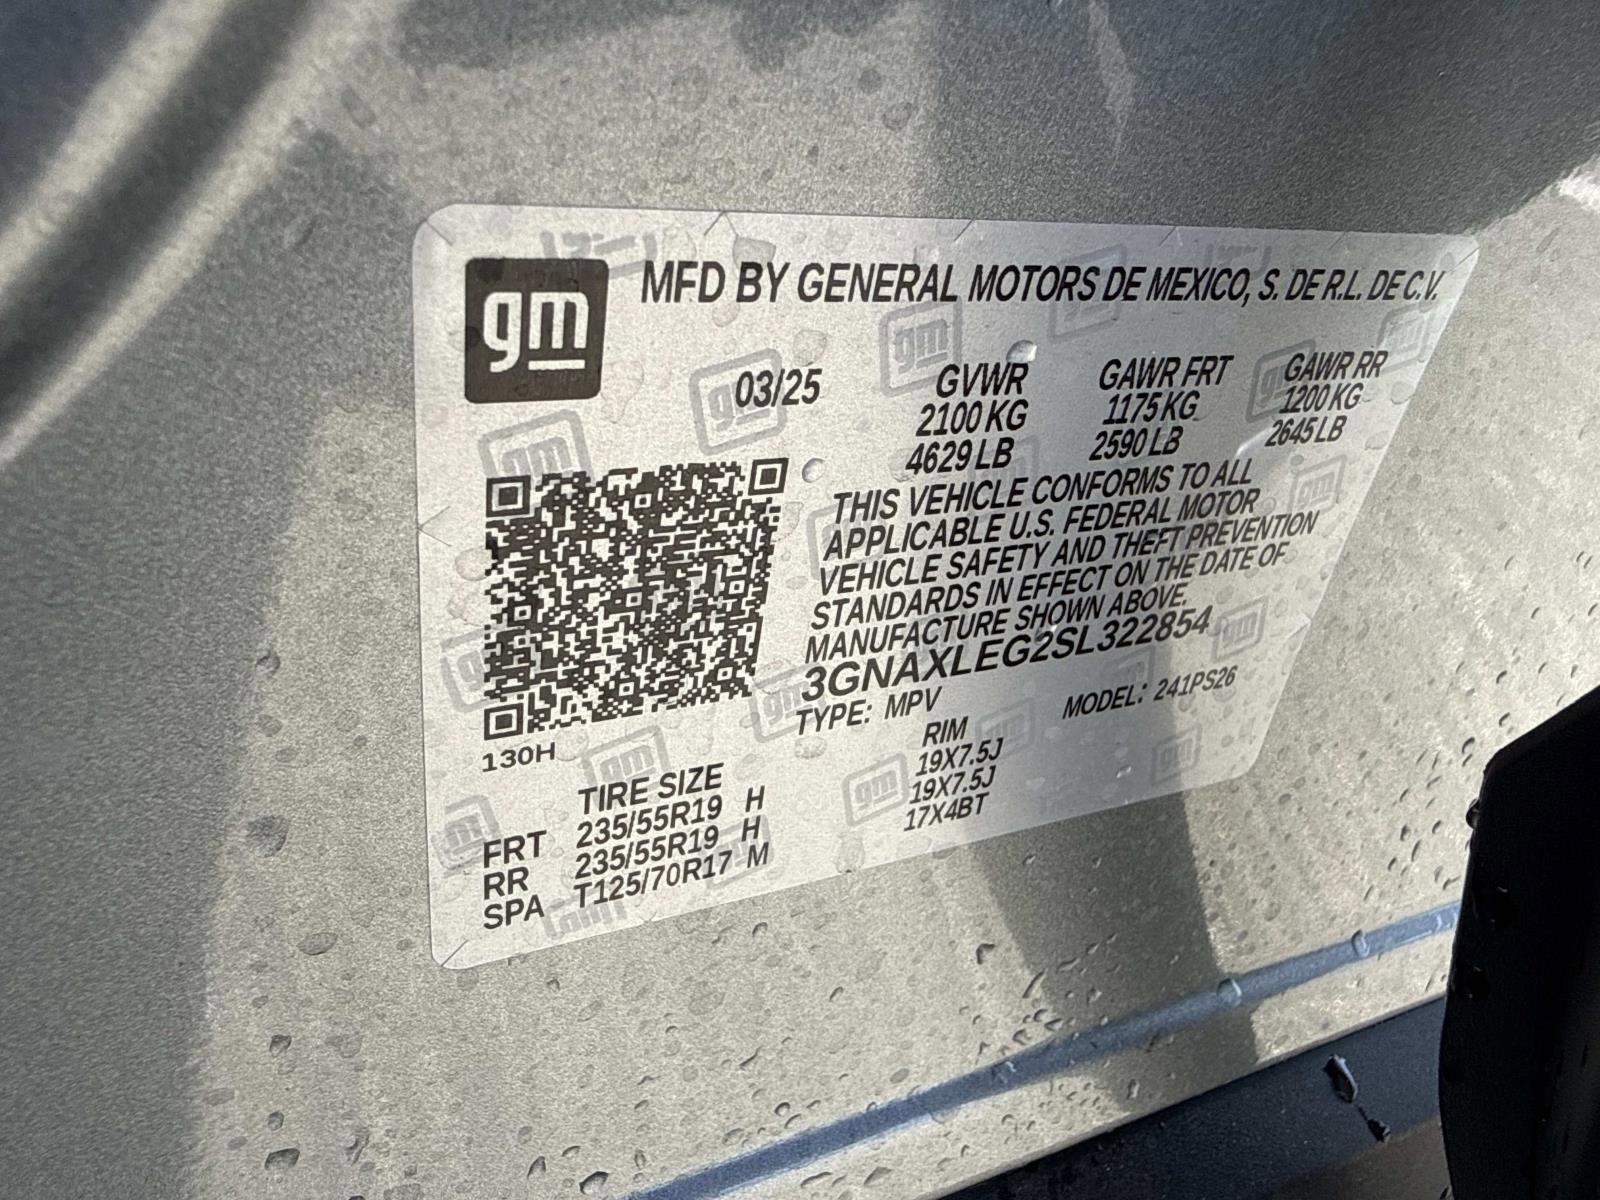 gm MFD BY GENERAL MOTORS DE MEXICO, S. DE R.L. DE C.V.
03/25 GVWR GAWR FRT GAWR RR
2100 KG 1175 KG 1200 KG
4629 LB 2590 LB 2645 LB
THIS VEHICLE CONFORMS TO ALL
APPLICABLE U.S. FEDERAL MOTOR
VEHICLE SAFETY AND THEFT PREVENTION
STANDARDS IN EFFECT ON THE DATE OF
MANUFACTURE SHOWN ABOVE.
3GNAXLEG2SL322854
TYPE: MPV MODEL: 241PS26
130H
TIRE SIZE RIM
FRT 235/55R19 H 19X7.5J
RR 235/55R19 H 19X7.5J
SPA T125/70R17 M 17X4BT